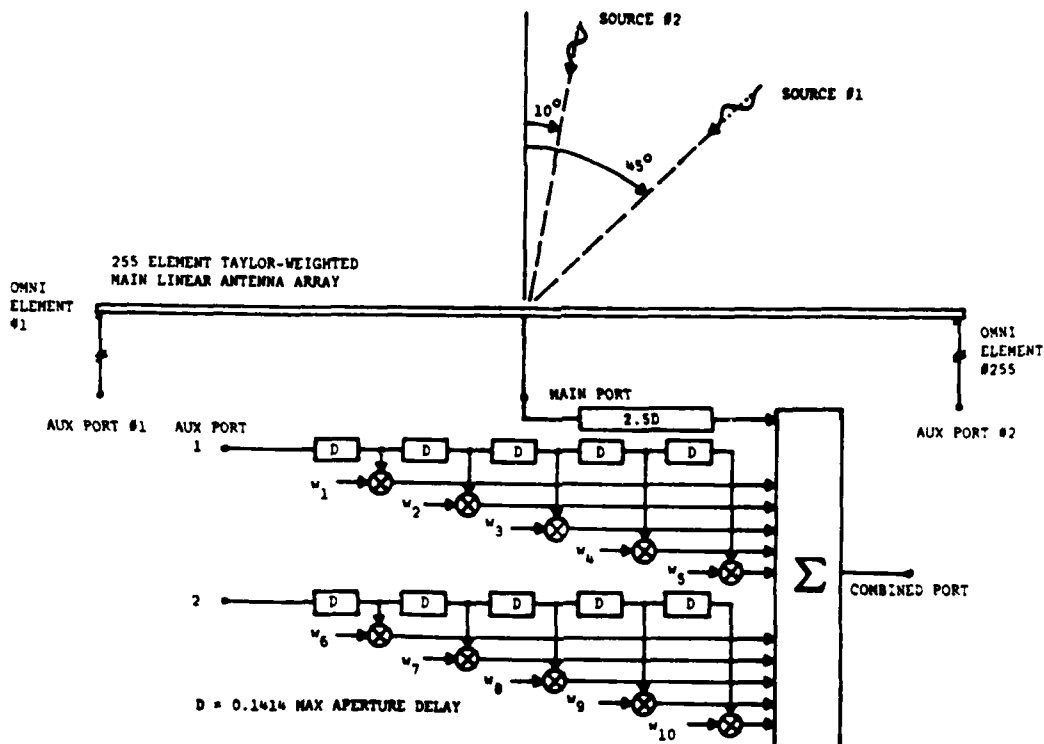 SOURCE #2
SOURCE #1
10°
45°
255 ELEMENT TAYLOR-WEIGHTED
MAIN LINEAR ANTENNA ARRAY
OMNI
ELEMENT
#1
OMNI
ELEMENT
#255
MAIN PORT
2.5D
AUX PORT #1
AUX PORT
1
AUX PORT #2
D D D D D
w1
w2
w3
w4
w5
Σ
COMBINED PORT
2
D D D D D
w6
w7
w8
w9
w10
D = 0.1414 MAX APERTURE DELAY